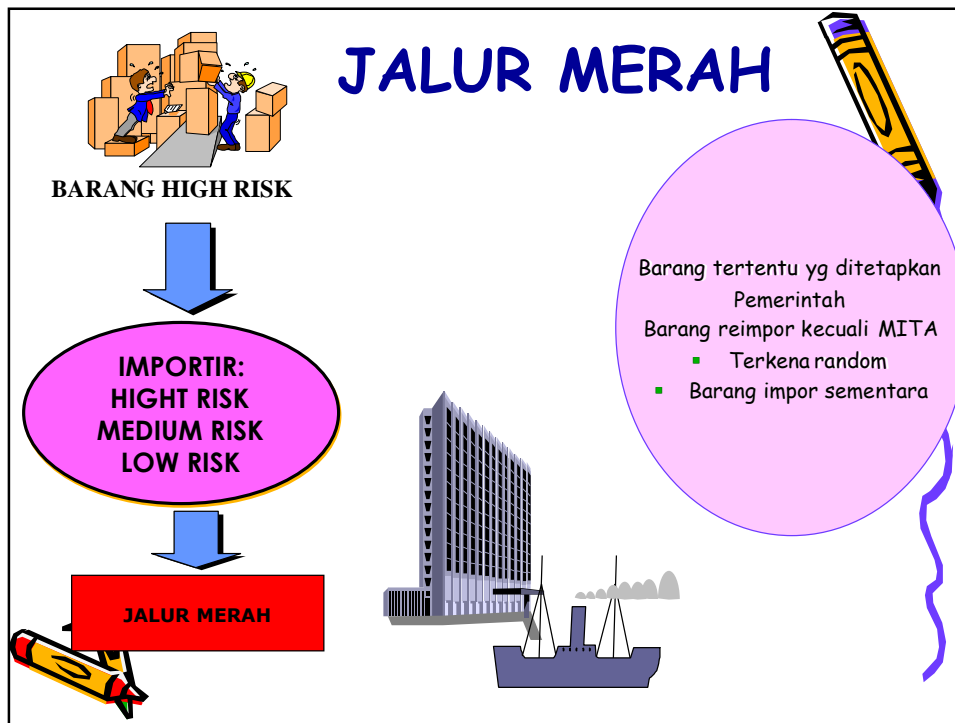 JALUR MERAH
BARANG HIGH RISK
IMPORTIR:
HIGHT RISK
MEDIUM RISK
LOW RISK
JALUR MERAH
Barang tertentu yg ditetapkan
Pemerintah
Barang reimpor kecuali MITA
▪ Terkena random
▪ Barang impor sementara